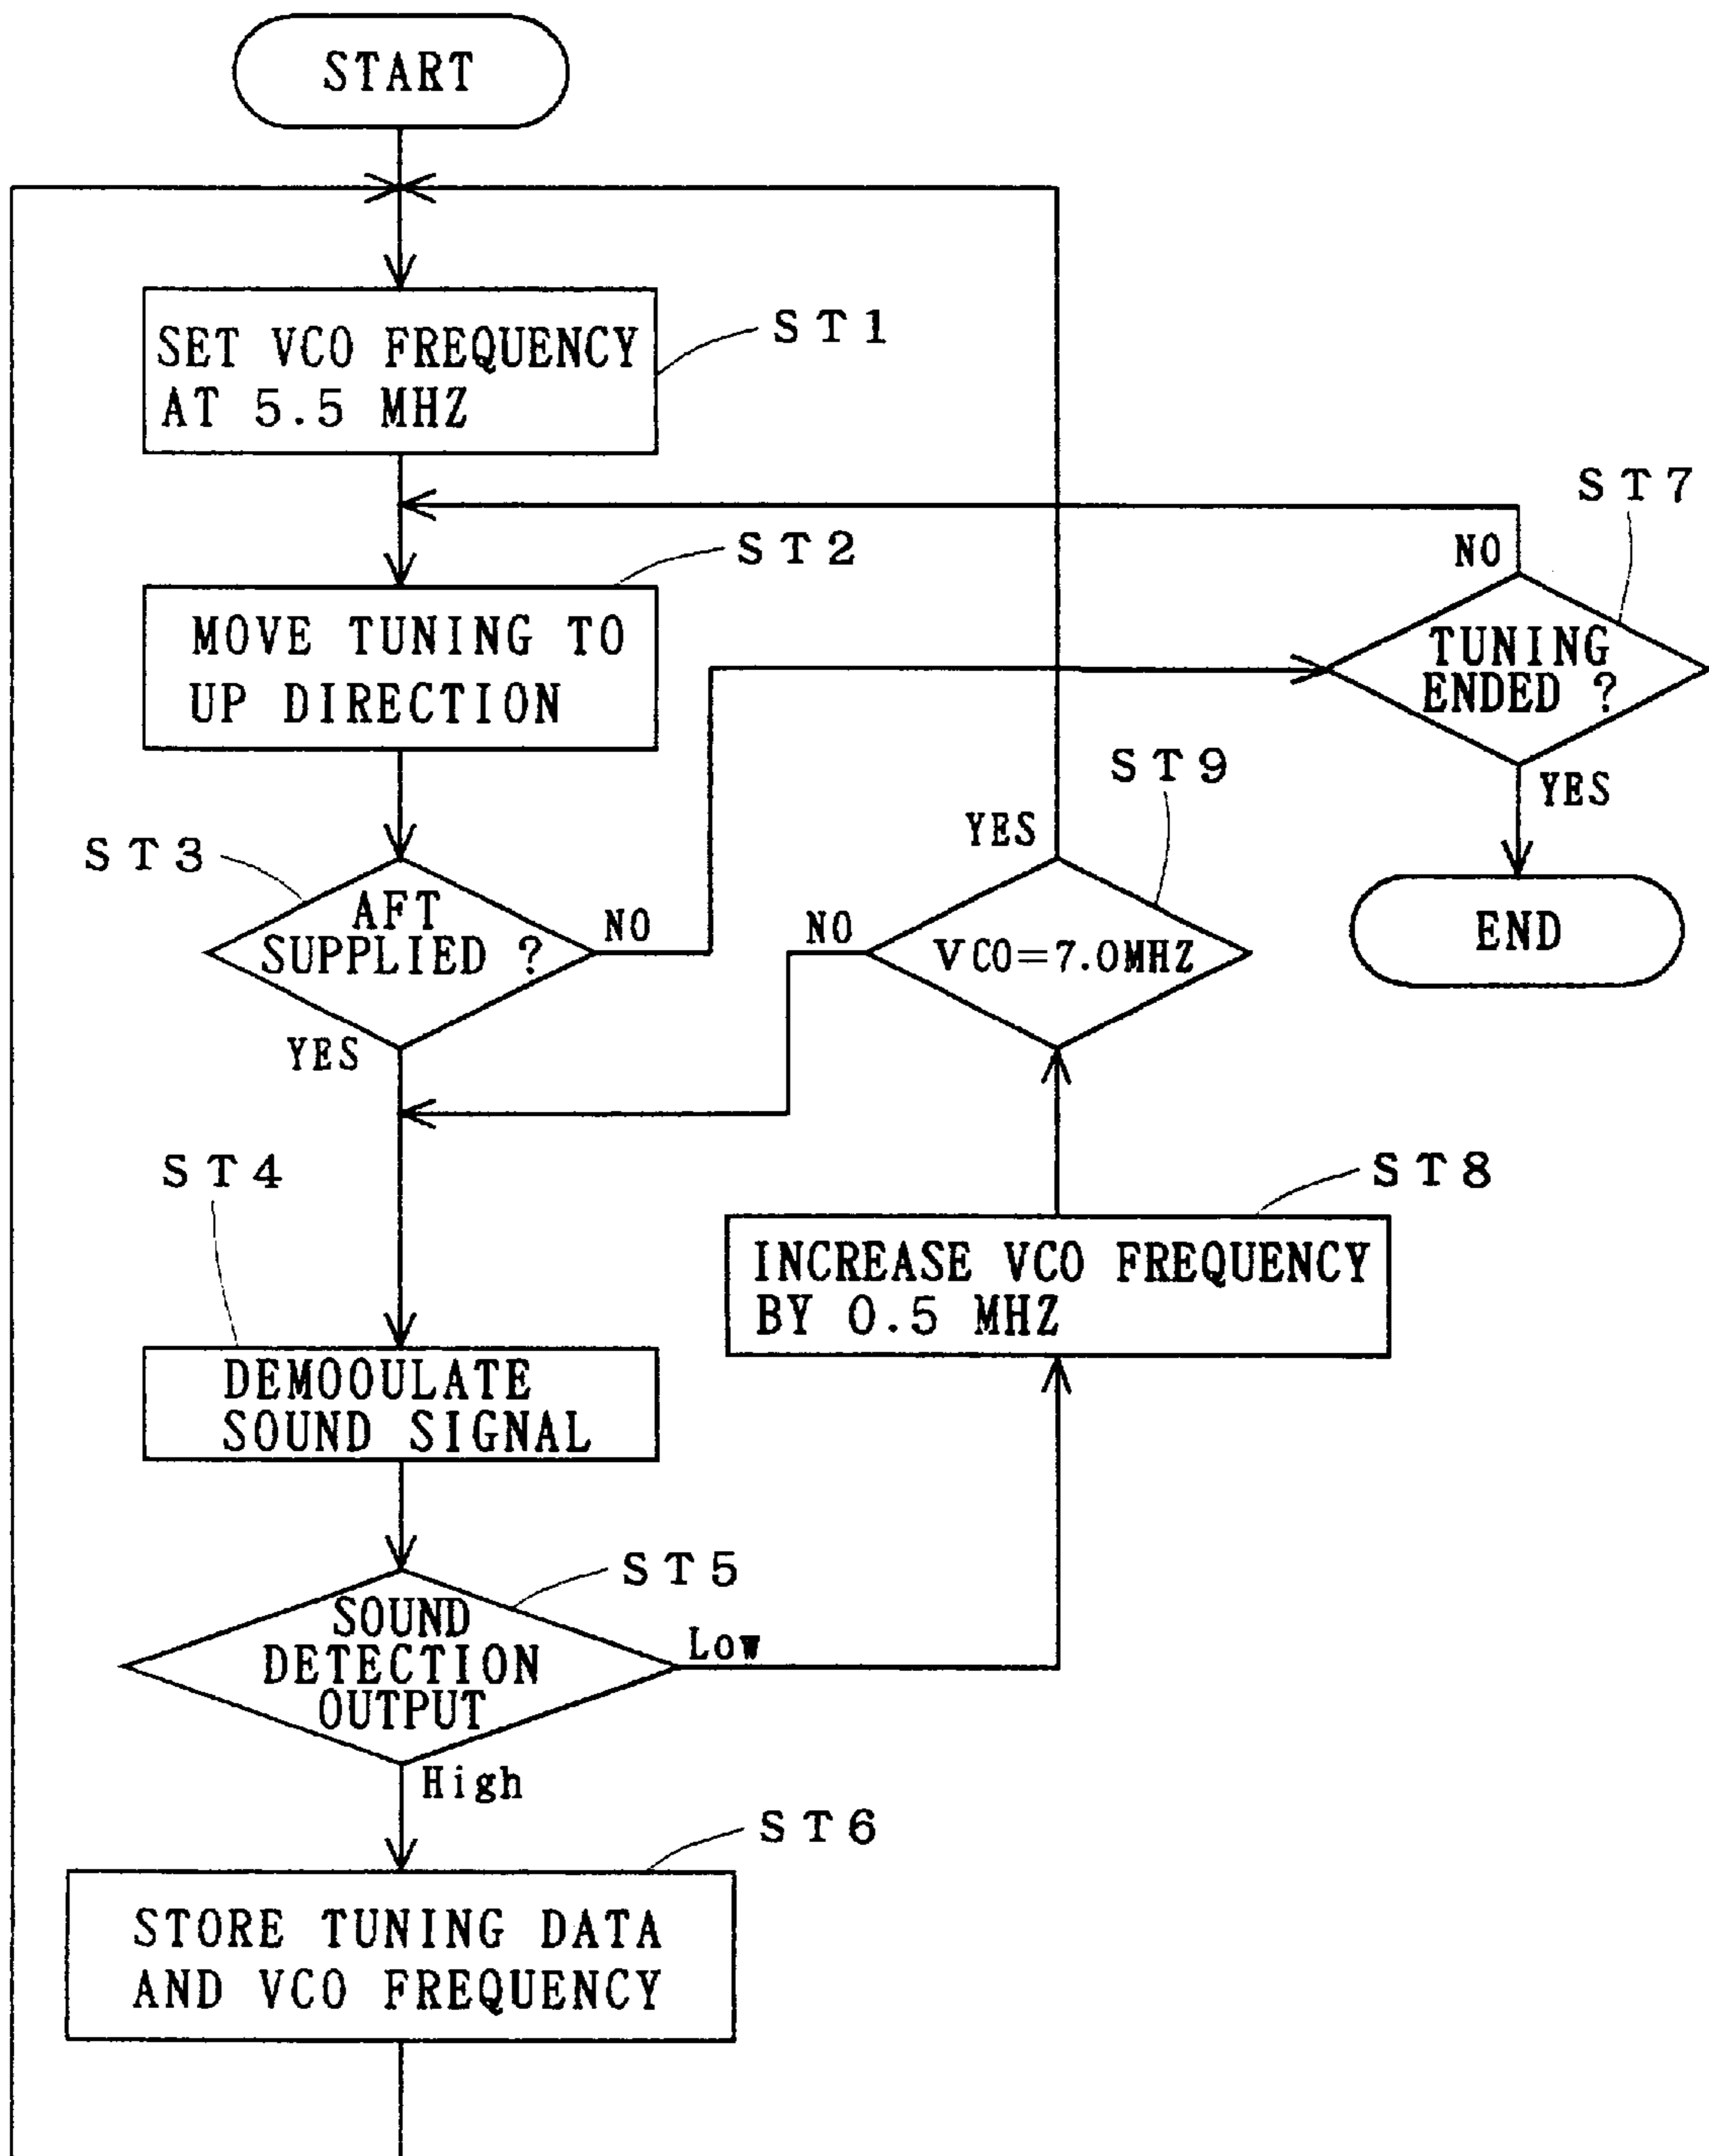 START
SET VCO FREQUENCY
AT 5.5 MHZ
ST1
ST7
NO
ST2
MOVE TUNING TO
UP DIRECTION
TUNING
ENDED ?
YES
ST9
YES
ST3
AFT
SUPPLIED ?
NO
NO
VCO=7.0MHZ
END
YES
ST4
ST8
INCREASE VCO FREQUENCY
BY 0.5 MHZ
DEMOOULATE
SOUND SIGNAL
ST5
SOUND
DETECTION
OUTPUT
Low
High
ST6
STORE TUNING DATA
AND VCO FREQUENCY